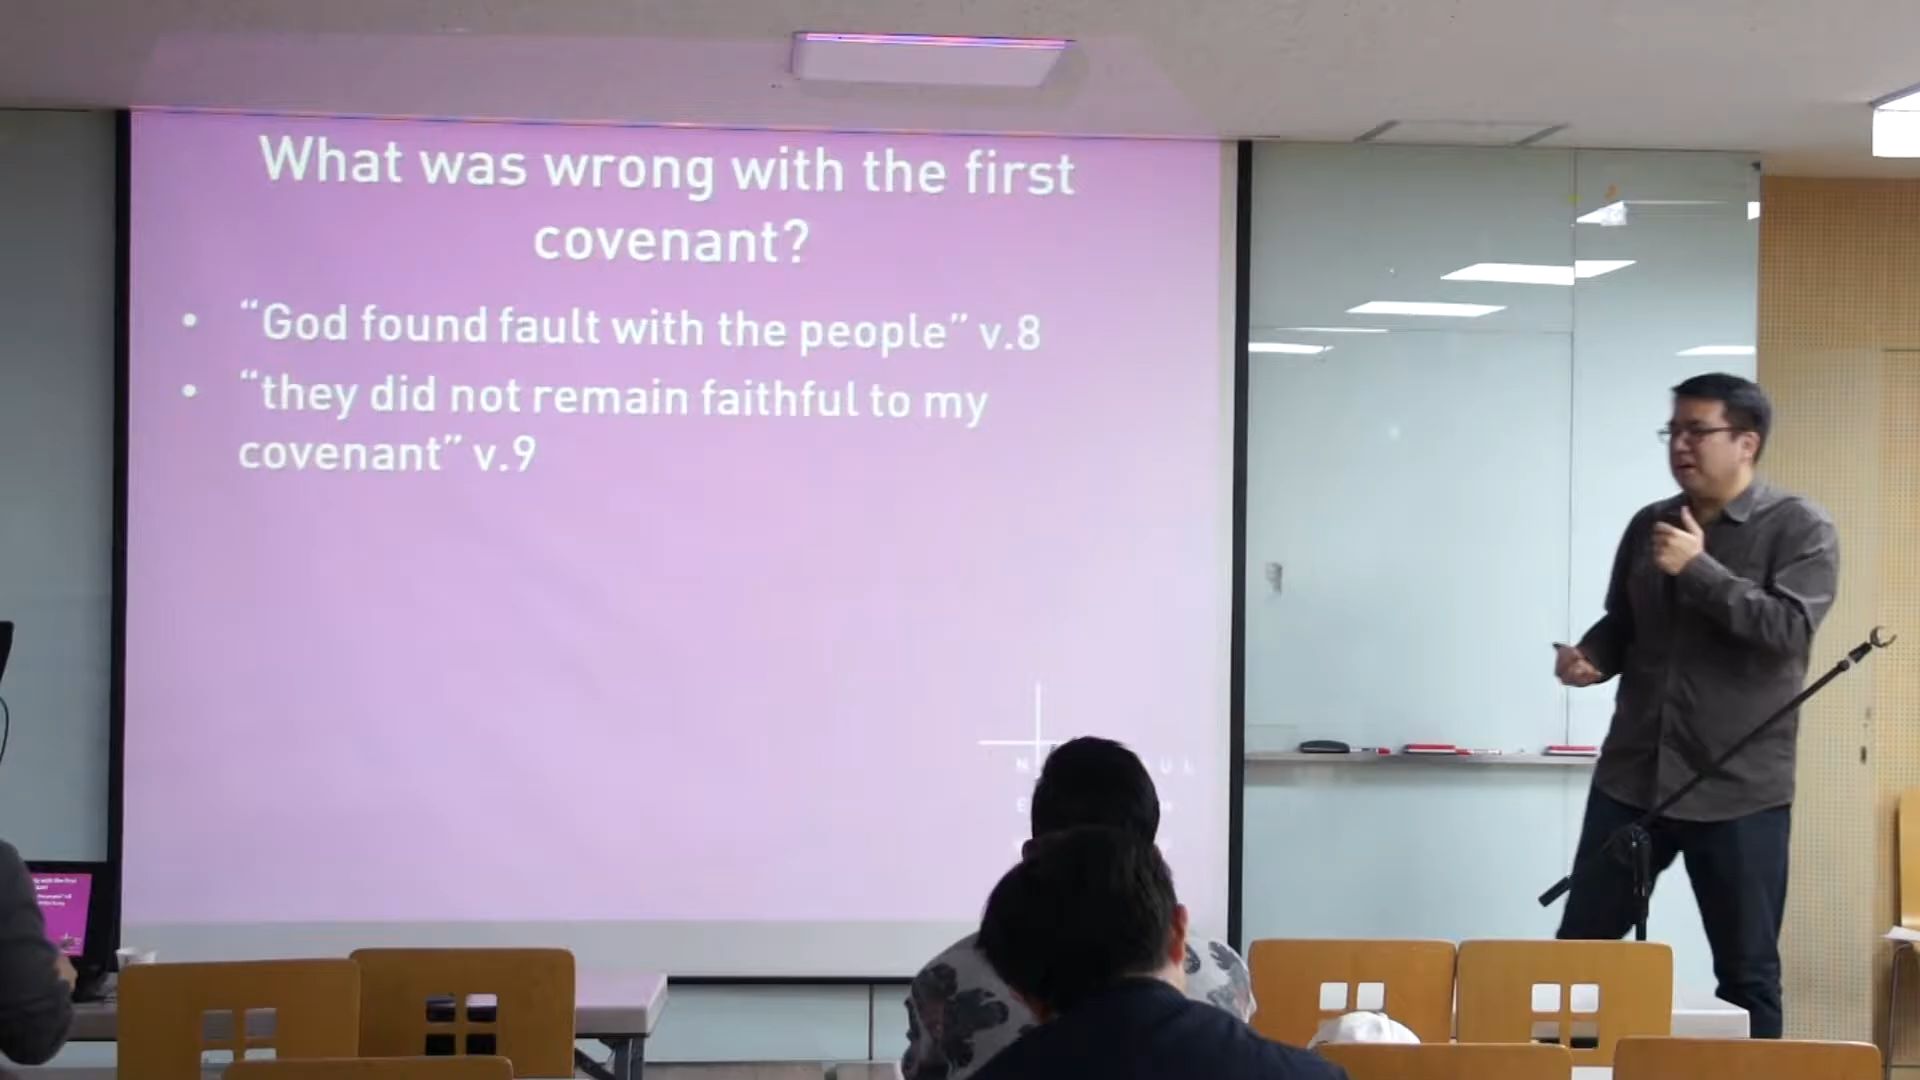 What was wrong with the first
covenant?
• “God found fault with the people” v.8
• “they did not remain faithful to my
covenant” v.9